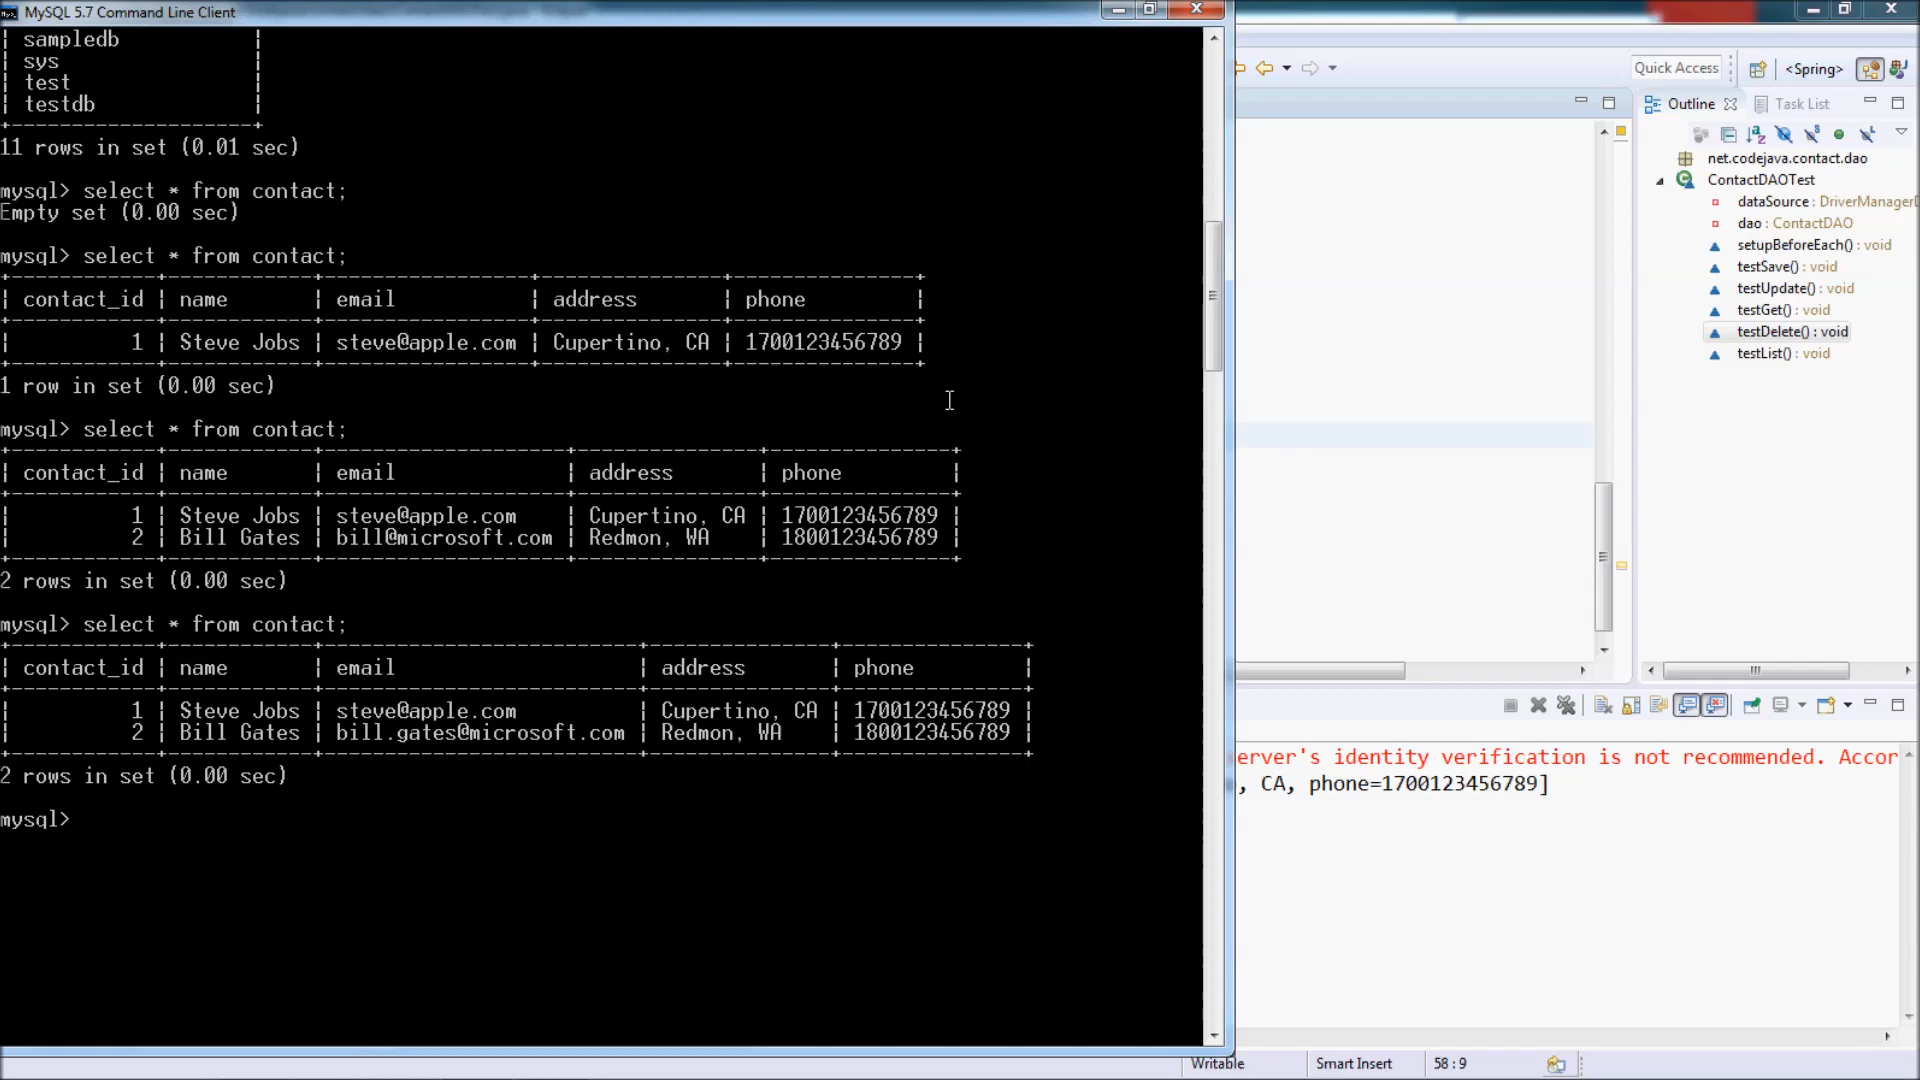 MySQL 5.7 Command Line Client
| sampledb |
| sys |
| test |
| testdb |
+--------------------+
11 rows in set (0.01 sec)
mysql> select * from contact;
Empty set (0.00 sec)
mysql> select * from contact;
| contact_id | name | email | address | phone |
| 1 | Steve Jobs | steve@apple.com | Cupertino, CA | 1700123456789 |
1 row in set (0.00 sec)
mysql> select * from contact;
| contact_id | name | email | address | phone |
| 1 | Steve Jobs | steve@apple.com | Cupertino, CA | 1700123456789 |
| 2 | Bill Gates | bill@microsoft.com | Redmon, WA | 1800123456789 |
2 rows in set (0.00 sec)
mysql> select * from contact;
| contact_id | name | email | address | phone |
| 1 | Steve Jobs | steve@apple.com | Cupertino, CA | 1700123456789 |
| 2 | Bill Gates | bill.gates@microsoft.com | Redmon, WA | 1800123456789 |
2 rows in set (0.00 sec)
mysql>
Quick Access
<Spring>
Outline
Task List
net.codejava.contact.dao
ContactDAOTest
dataSource : DriverManagerD
dao : ContactDAO
setupBeforeEach() : void
testSave() : void
testUpdate() : void
testGet() : void
testDelete() : void
testList() : void
erver's identity verification is not recommended. Accor
, CA, phone=1700123456789]
Writable
Smart Insert
58 : 9